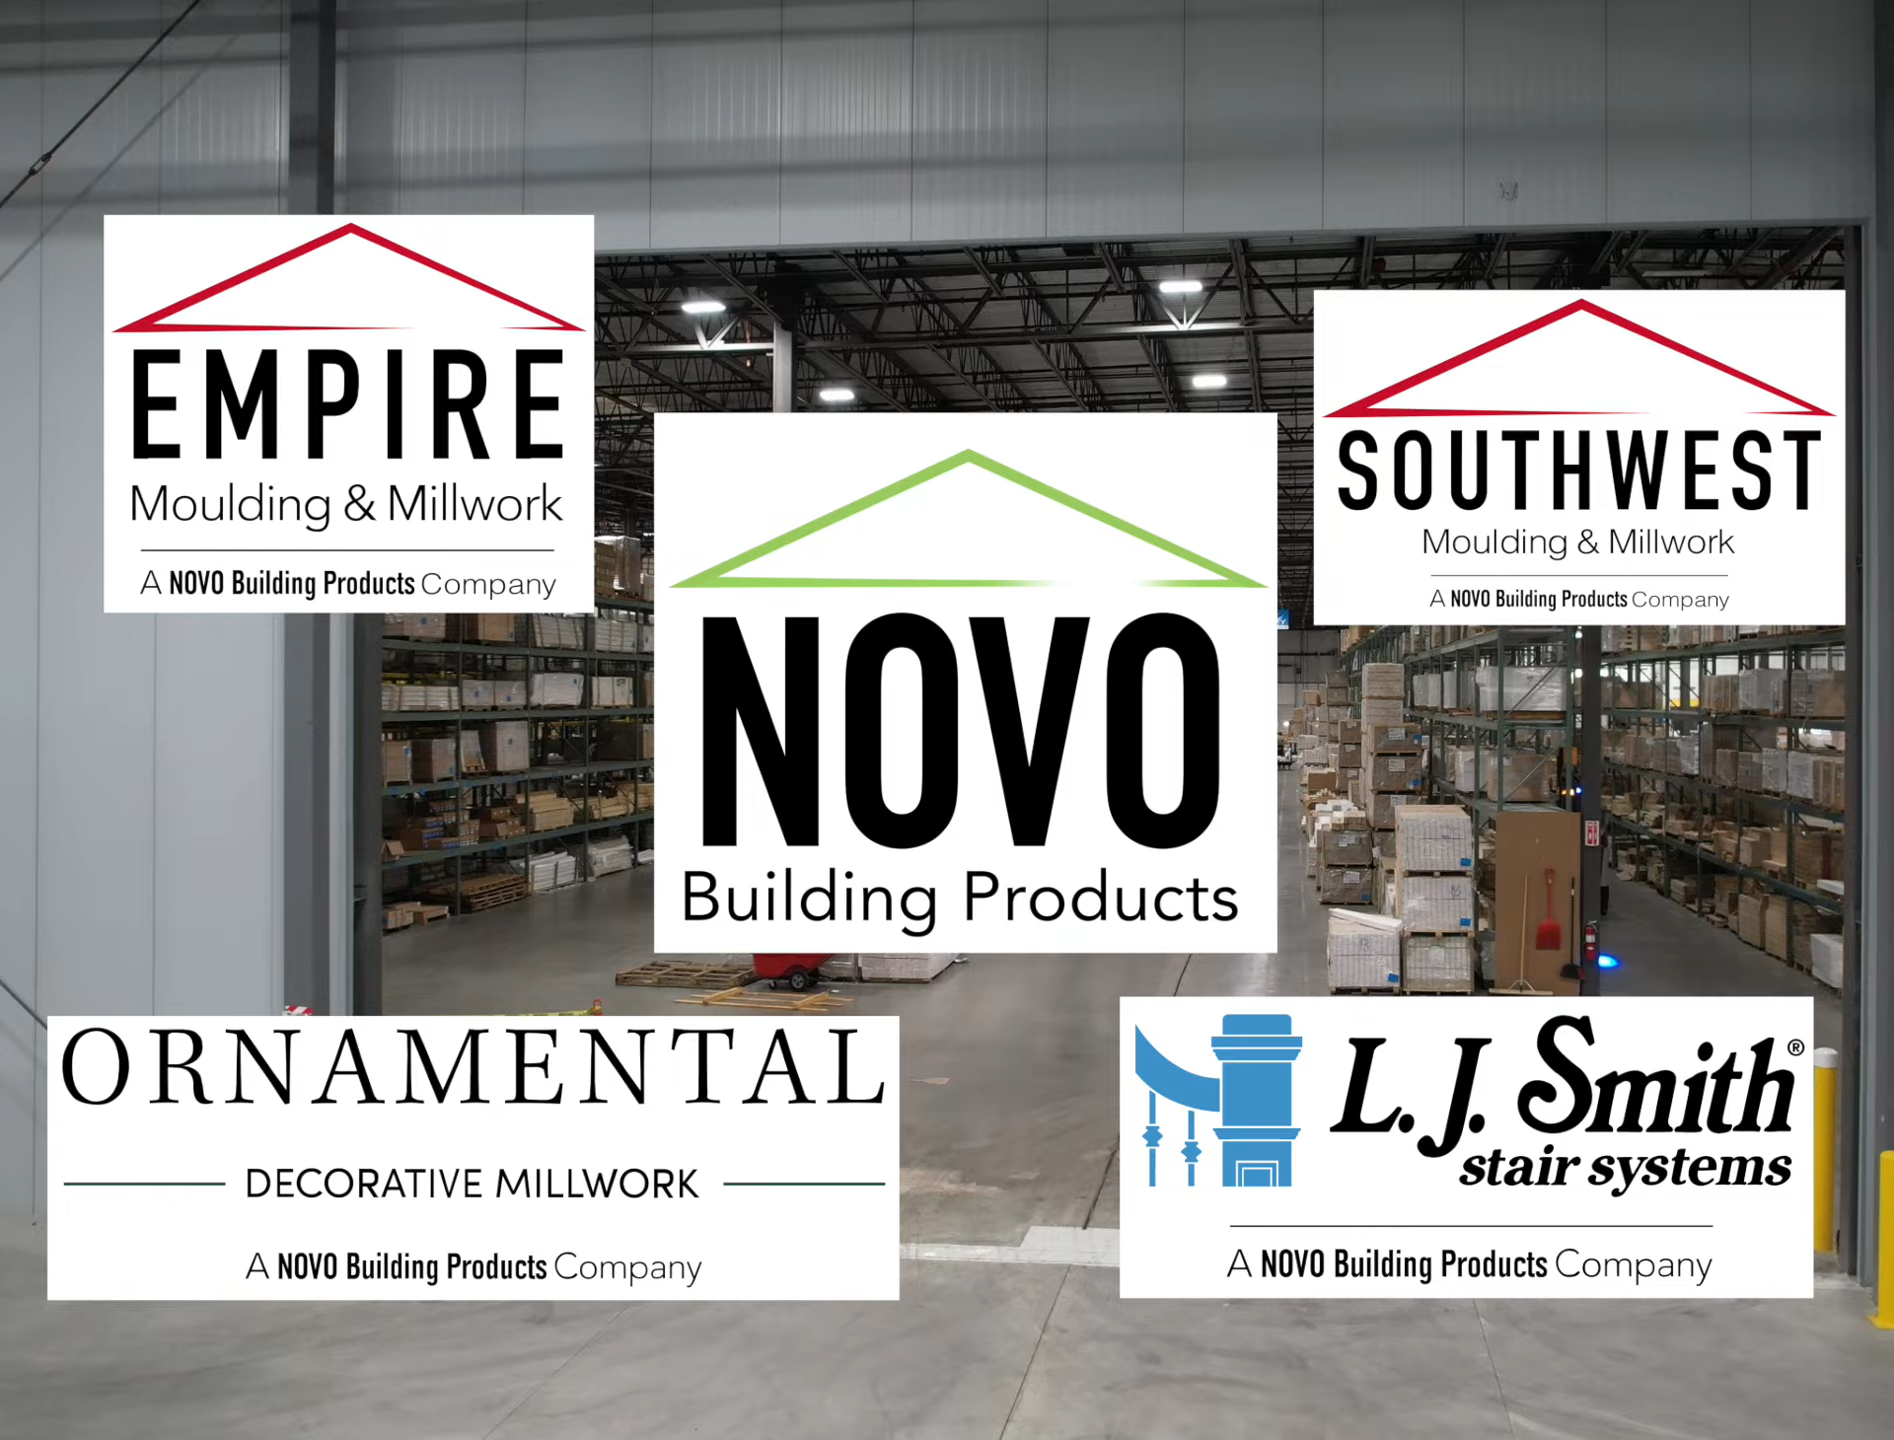 EMPIRE
Moulding & Millwork
A NOVO Building Products Company
SOUTHWEST
Moulding & Millwork
A NOVO Building Products Company
NOVO
Building Products
ORNAMENTAL
DECORATIVE MILLWORK
A NOVO Building Products Company
L.J. Smith®
stair systems
A NOVO Building Products Company